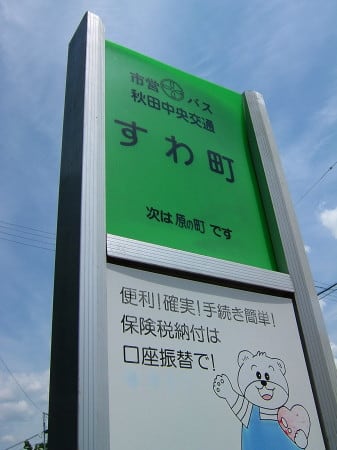 市営 バス
秋田中央交通
すわ町
次は 原の町 です
便利!確実!手続き簡単!
保険税納付は
口座振替で!